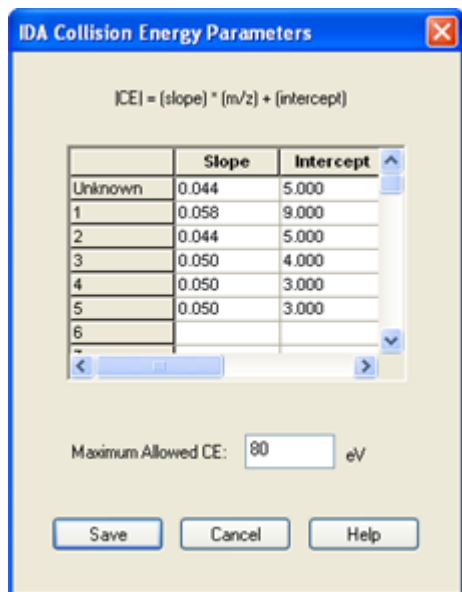 IDA Collision Energy Parameters
|CE| = (slope) * (m/z) + (intercept)
Slope Intercept
Unknown 0.044 5.000
1 0.058 9.000
2 0.044 5.000
3 0.050 4.000
4 0.050 3.000
5 0.050 3.000
6
Maximum Allowed CE: 80 eV
Save Cancel Help